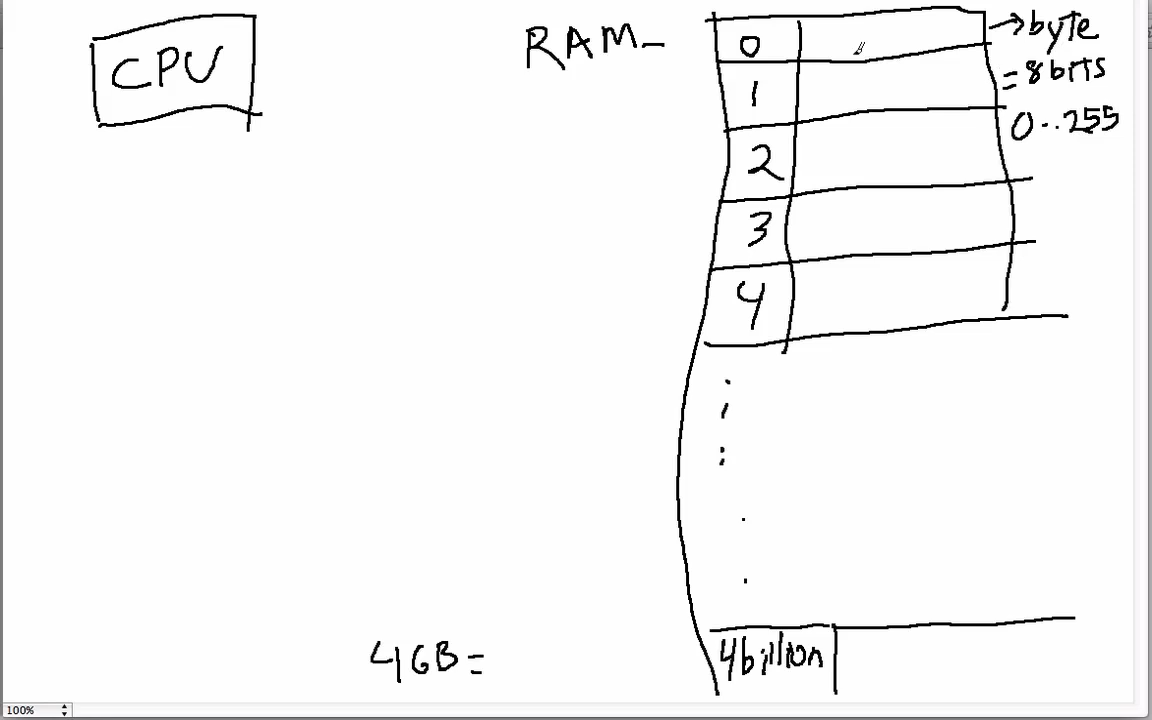 CPU
RAM
0
→ byte
= 8 bits
0..255
1
2
3
4
4GB =
4billion
100%